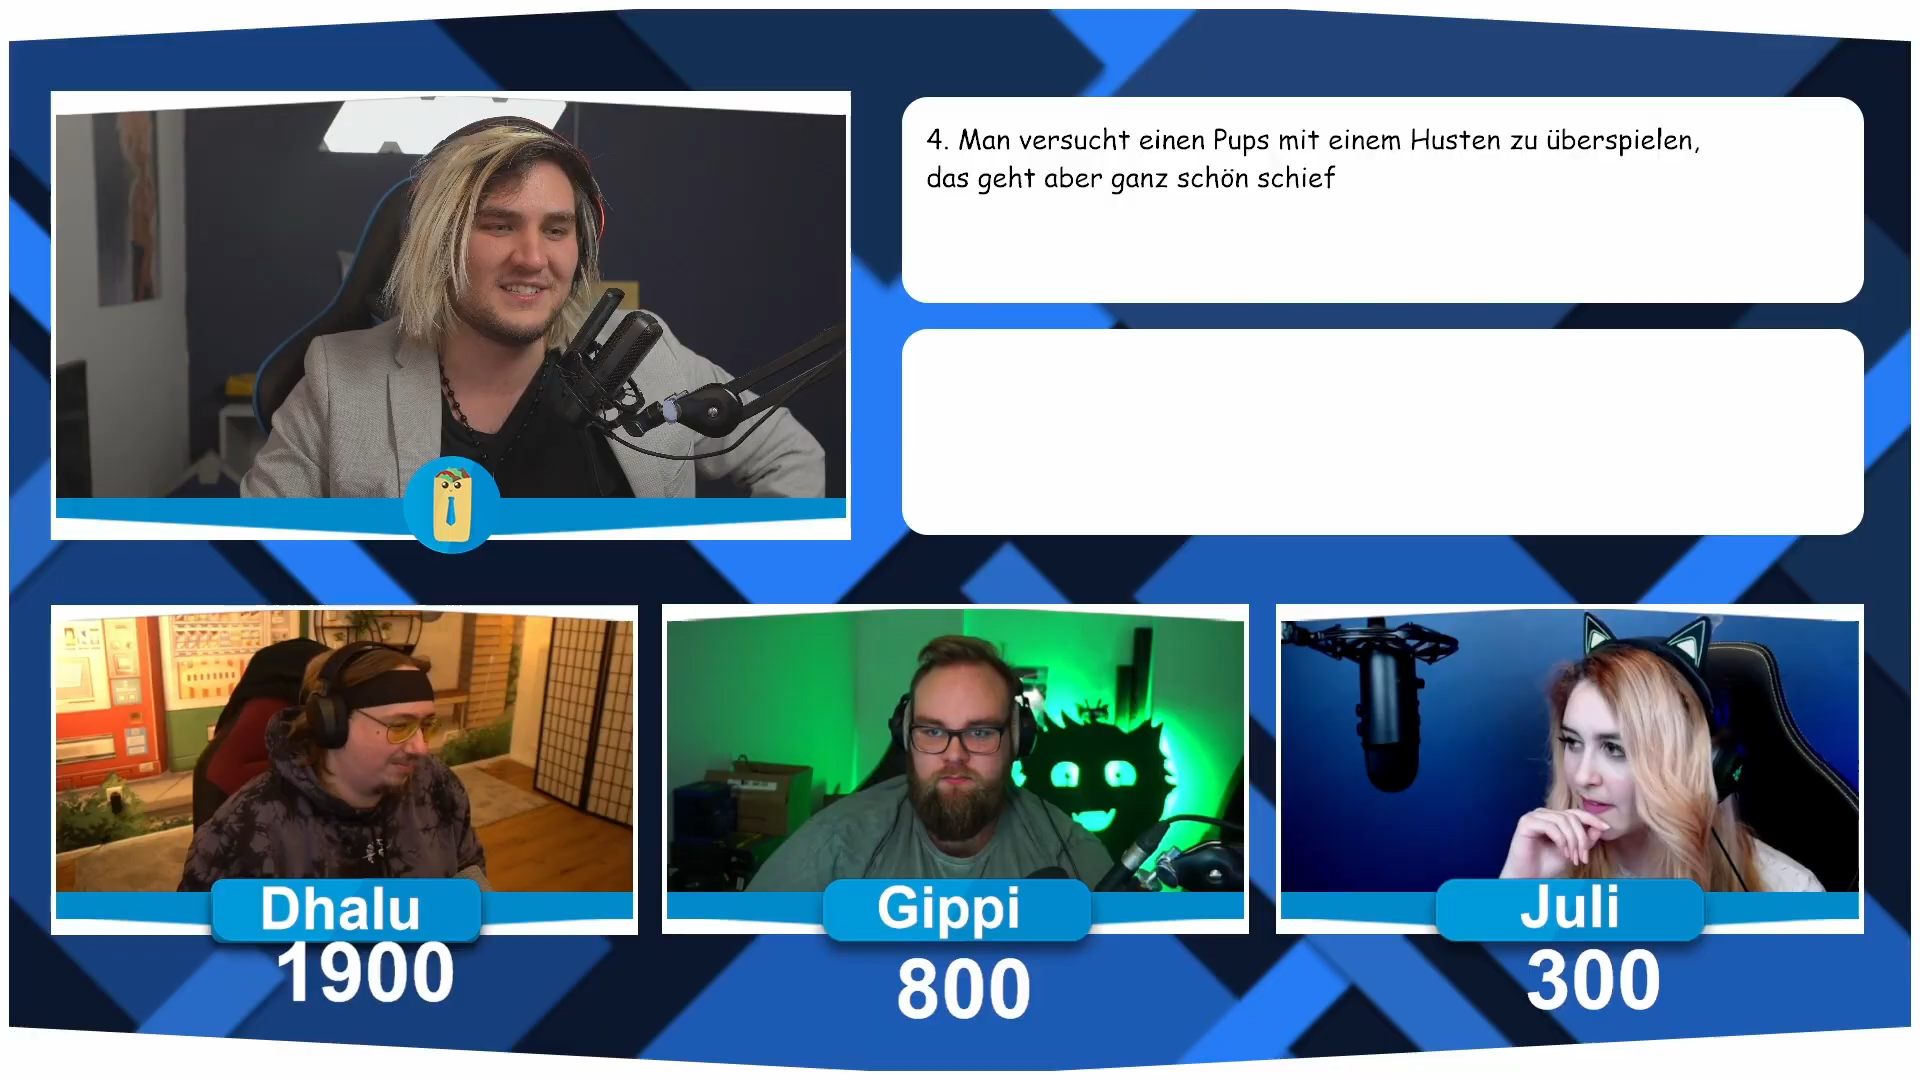 4. Man versucht einen Pups mit einem Husten zu überspielen,
das geht aber ganz schön schief
Dhalu
1900
Gippi
800
Juli
300